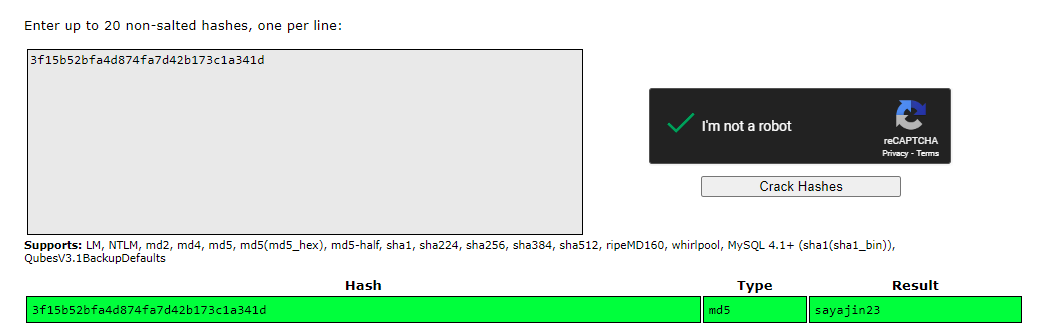 Enter up to 20 non-salted hashes, one per line:
3f15b52bfa4d874fa7d42b173c1a341d
I'm not a robot
reCAPTCHA
Privacy - Terms
Crack Hashes
Supports: LM, NTLM, md2, md4, md5, md5(md5_hex), md5-half, sha1, sha224, sha256, sha384, sha512, ripeMD160, whirlpool, MySQL 4.1+ (sha1(sha1_bin)),
QubesV3.1BackupDefaults
Hash Type Result
3f15b52bfa4d874fa7d42b173c1a341d md5 sayajin23